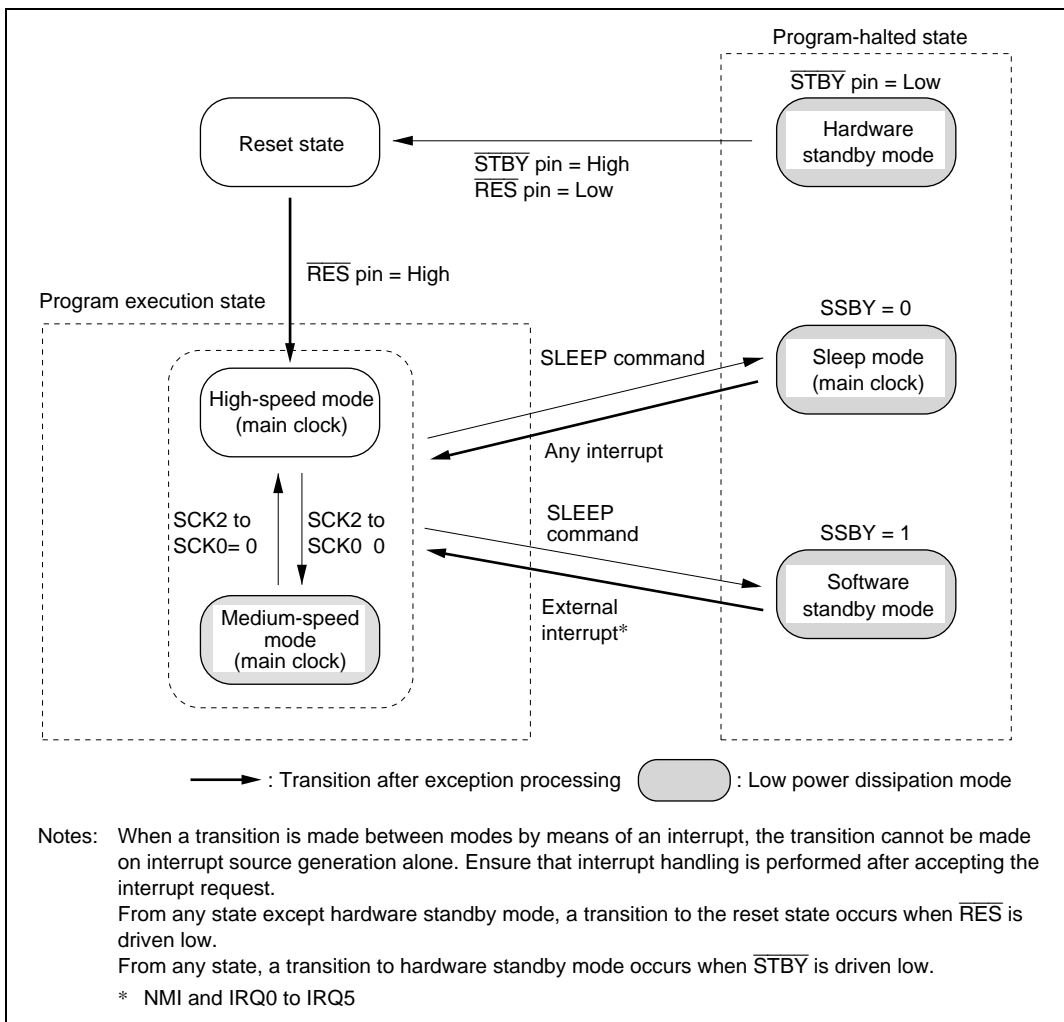 Program-halted state
S̅T̅B̅Y̅ pin = Low
Hardware
standby mode
Reset state
S̅T̅B̅Y̅ pin = High
R̅E̅S̅ pin = Low
R̅E̅S̅ pin = High
Program execution state
SSBY = 0
SLEEP command
Sleep mode
(main clock)
High-speed mode
(main clock)
Any interrupt
SCK2 to
SCK0= 0
SCK2 to
SCK0 0
SLEEP
command
SSBY = 1
Software
standby mode
External
interrupt*
Medium-speed
mode
(main clock)
: Transition after exception processing
: Low power dissipation mode
Notes: When a transition is made between modes by means of an interrupt, the transition cannot be made
on interrupt source generation alone. Ensure that interrupt handling is performed after accepting the
interrupt request.
From any state except hardware standby mode, a transition to the reset state occurs when R̅E̅S̅ is
driven low.
From any state, a transition to hardware standby mode occurs when S̅T̅B̅Y̅ is driven low.
* NMI and IRQ0 to IRQ5